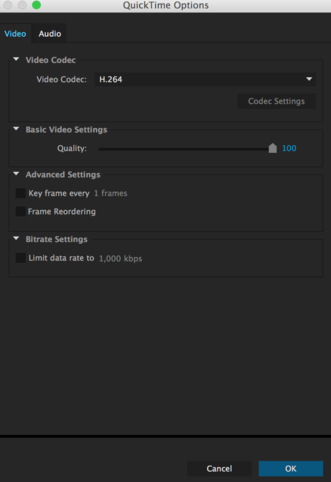 QuickTime Options
Video Audio
Video Codec
Video Codec: H.264
Codec Settings
Basic Video Settings
Quality: 100
Advanced Settings
Key frame every 1 frames
Frame Reordering
Bitrate Settings
Limit data rate to 1,000 kbps
Cancel OK